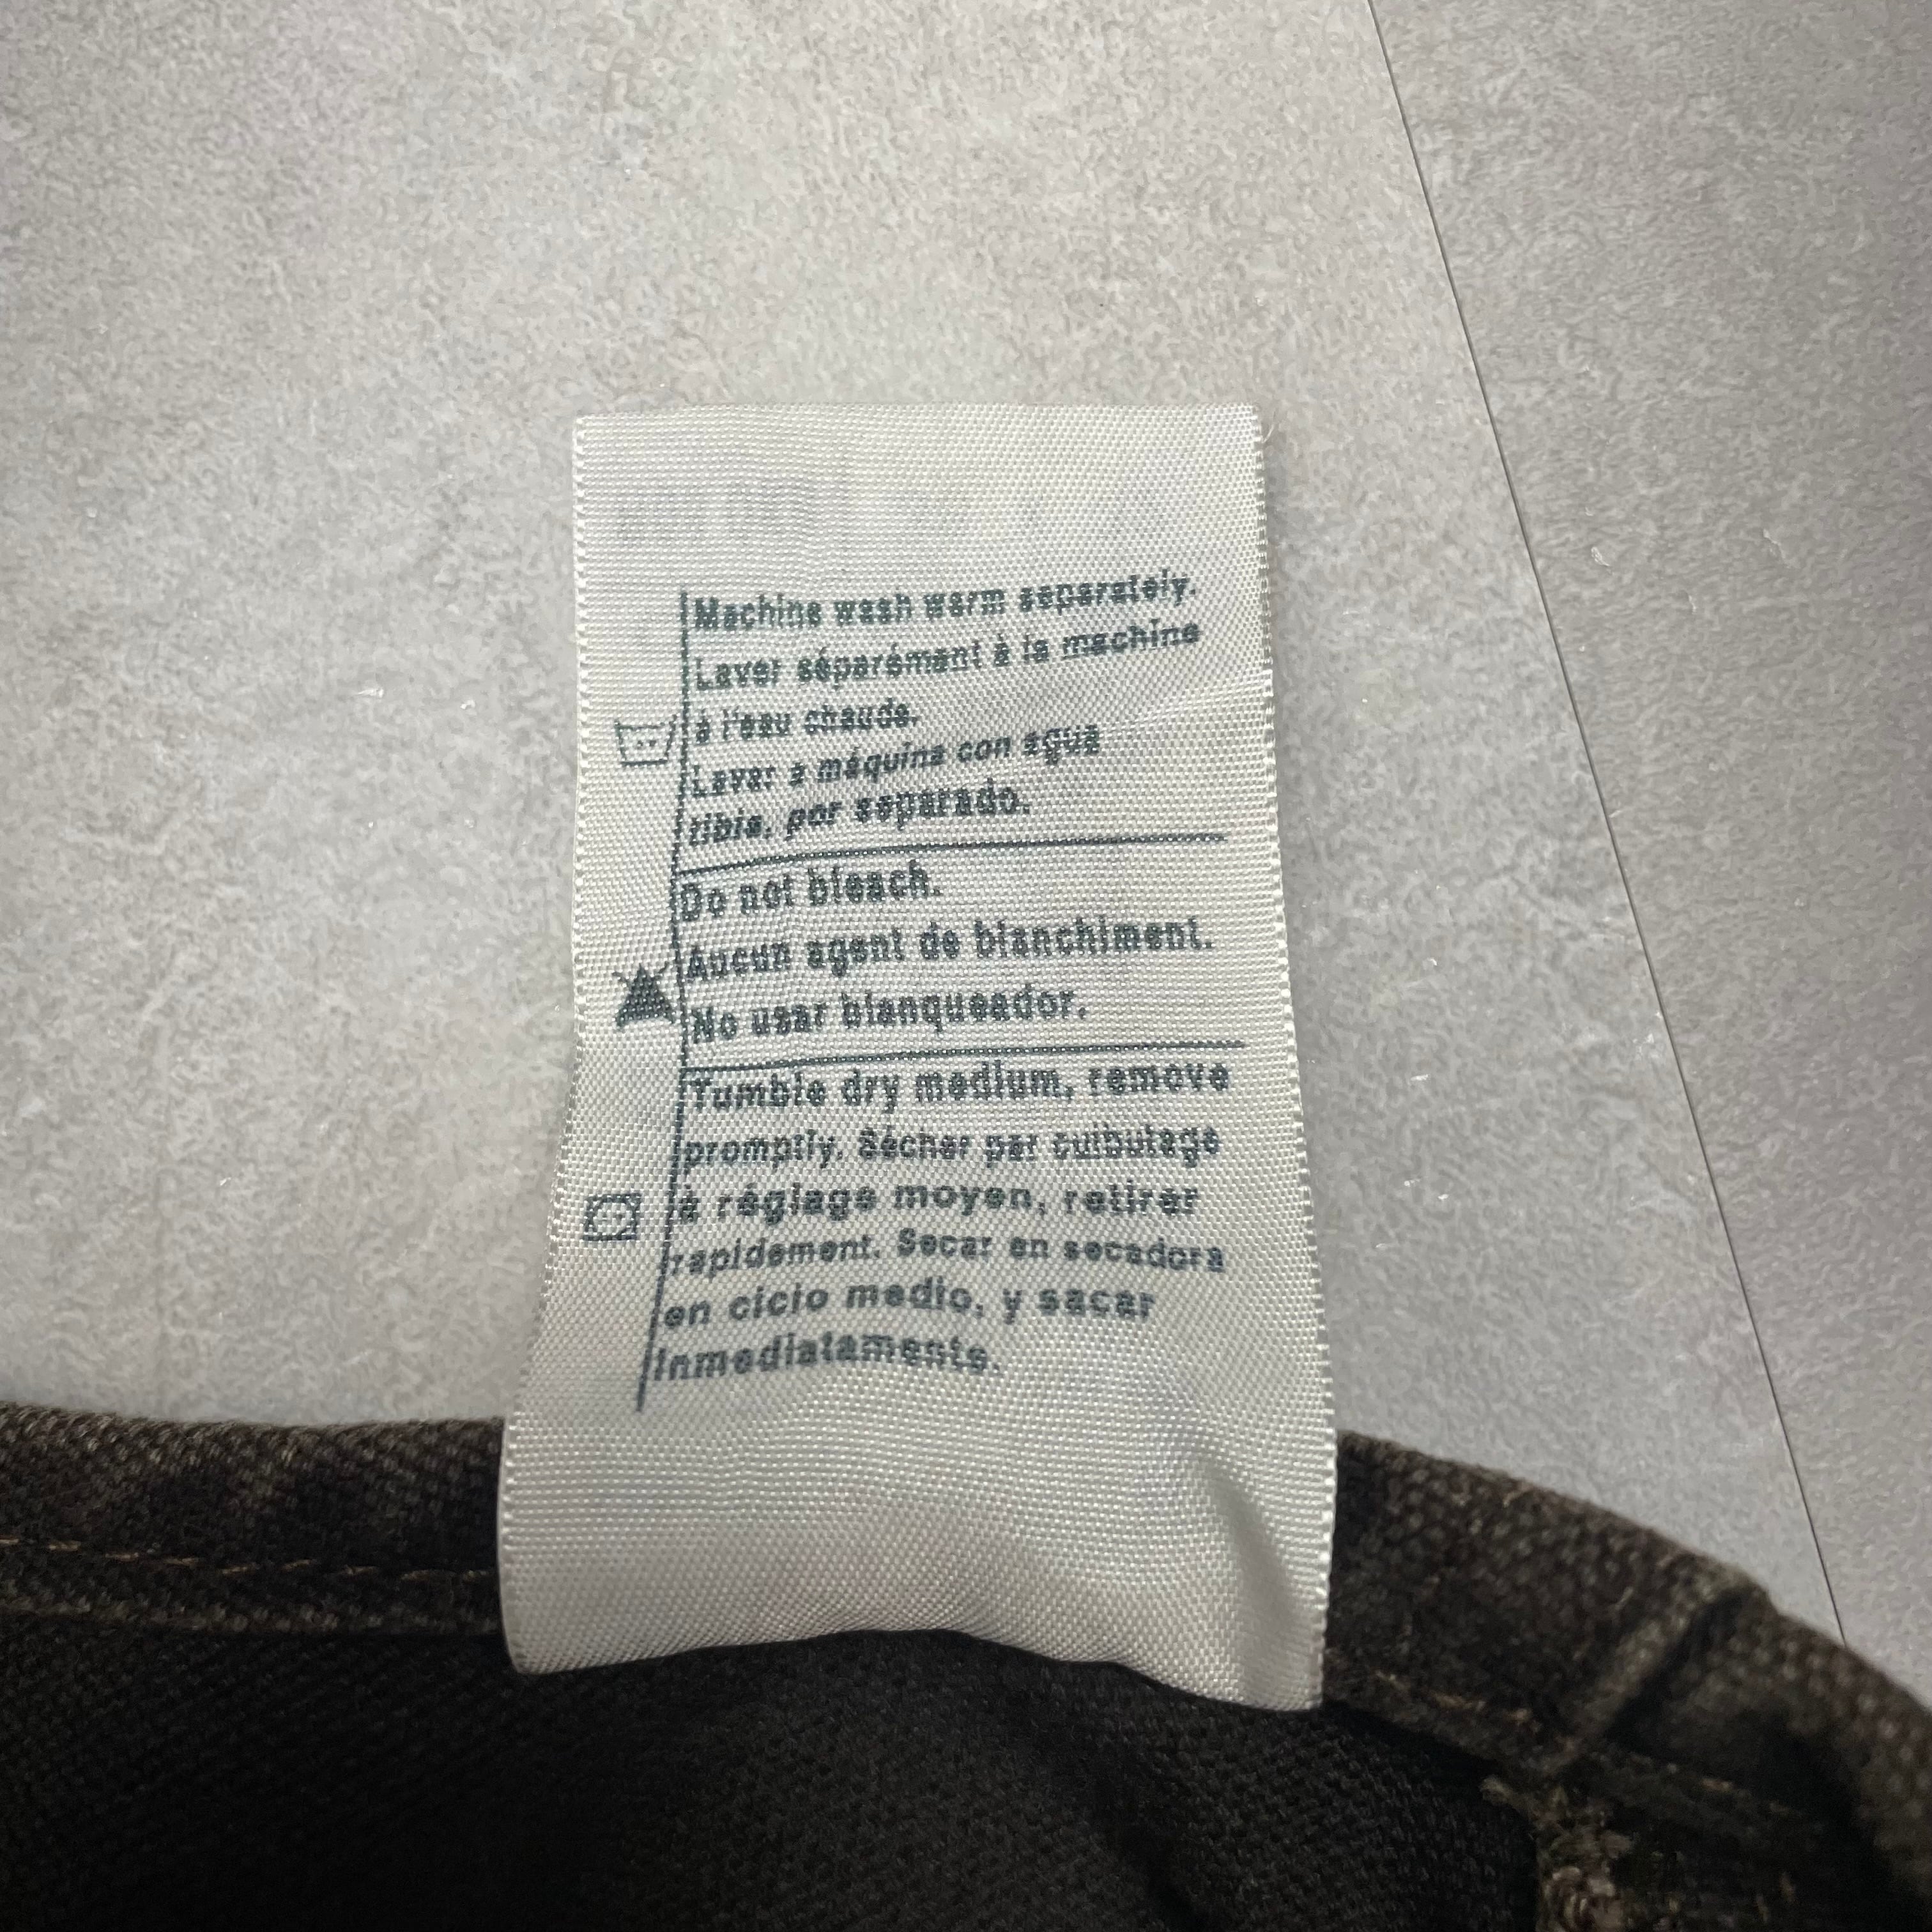 Machine wash warm separately.
Laver séparément à la machine
à l'eau chaude.
Lavar a máquina con agua
tibia, por separado.
Do not bleach.
Aucun agent de blanchiment.
No usar blanqueador.
Tumble dry medium, remove
promptly. Sécher par culbutage
à réglage moyen, retirer
rapidement. Secar en secadora
en ciclo medio, y sacar
inmediatamente.